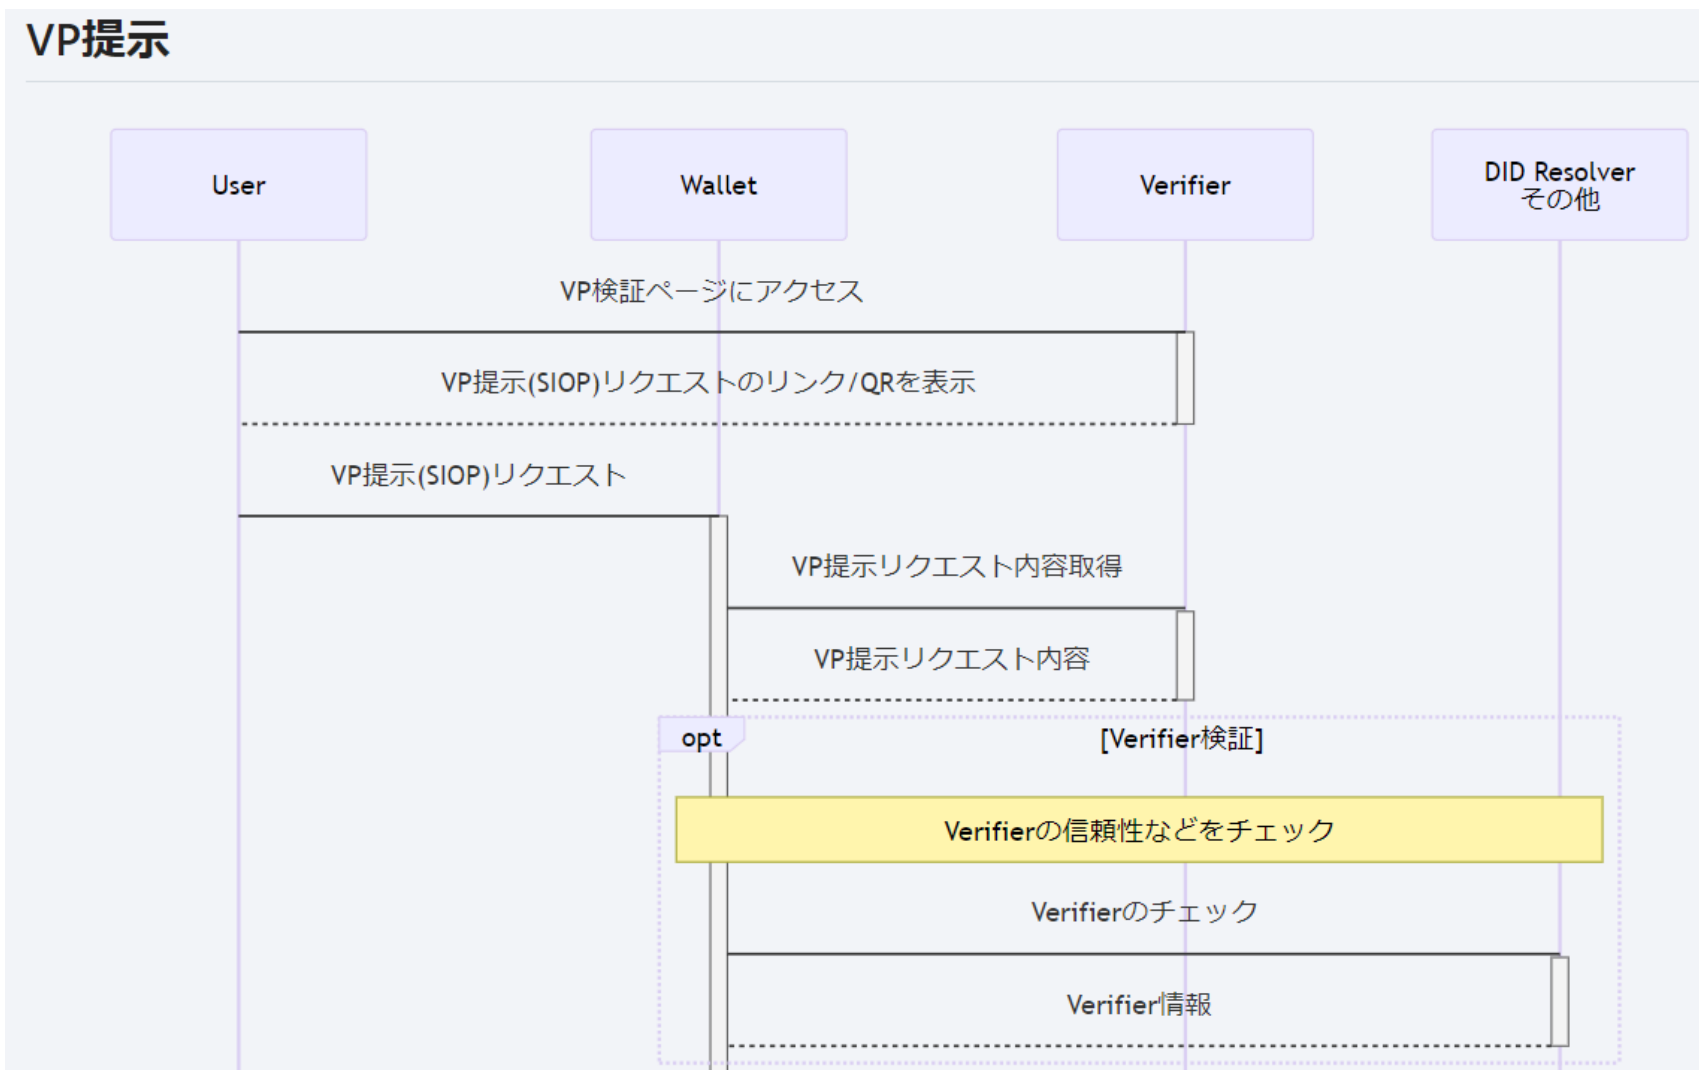 VP提示
User
Wallet
Verifier
DID Resolver
その他
VP検証ページにアクセス
VP提示(SIOP)リクエストのリンク/QRを表示
VP提示(SIOP)リクエスト
VP提示リクエスト内容取得
VP提示リクエスト内容
opt
[Verifier検証]
Verifierの信頼性などをチェック
Verifierのチェック
Verifier情報